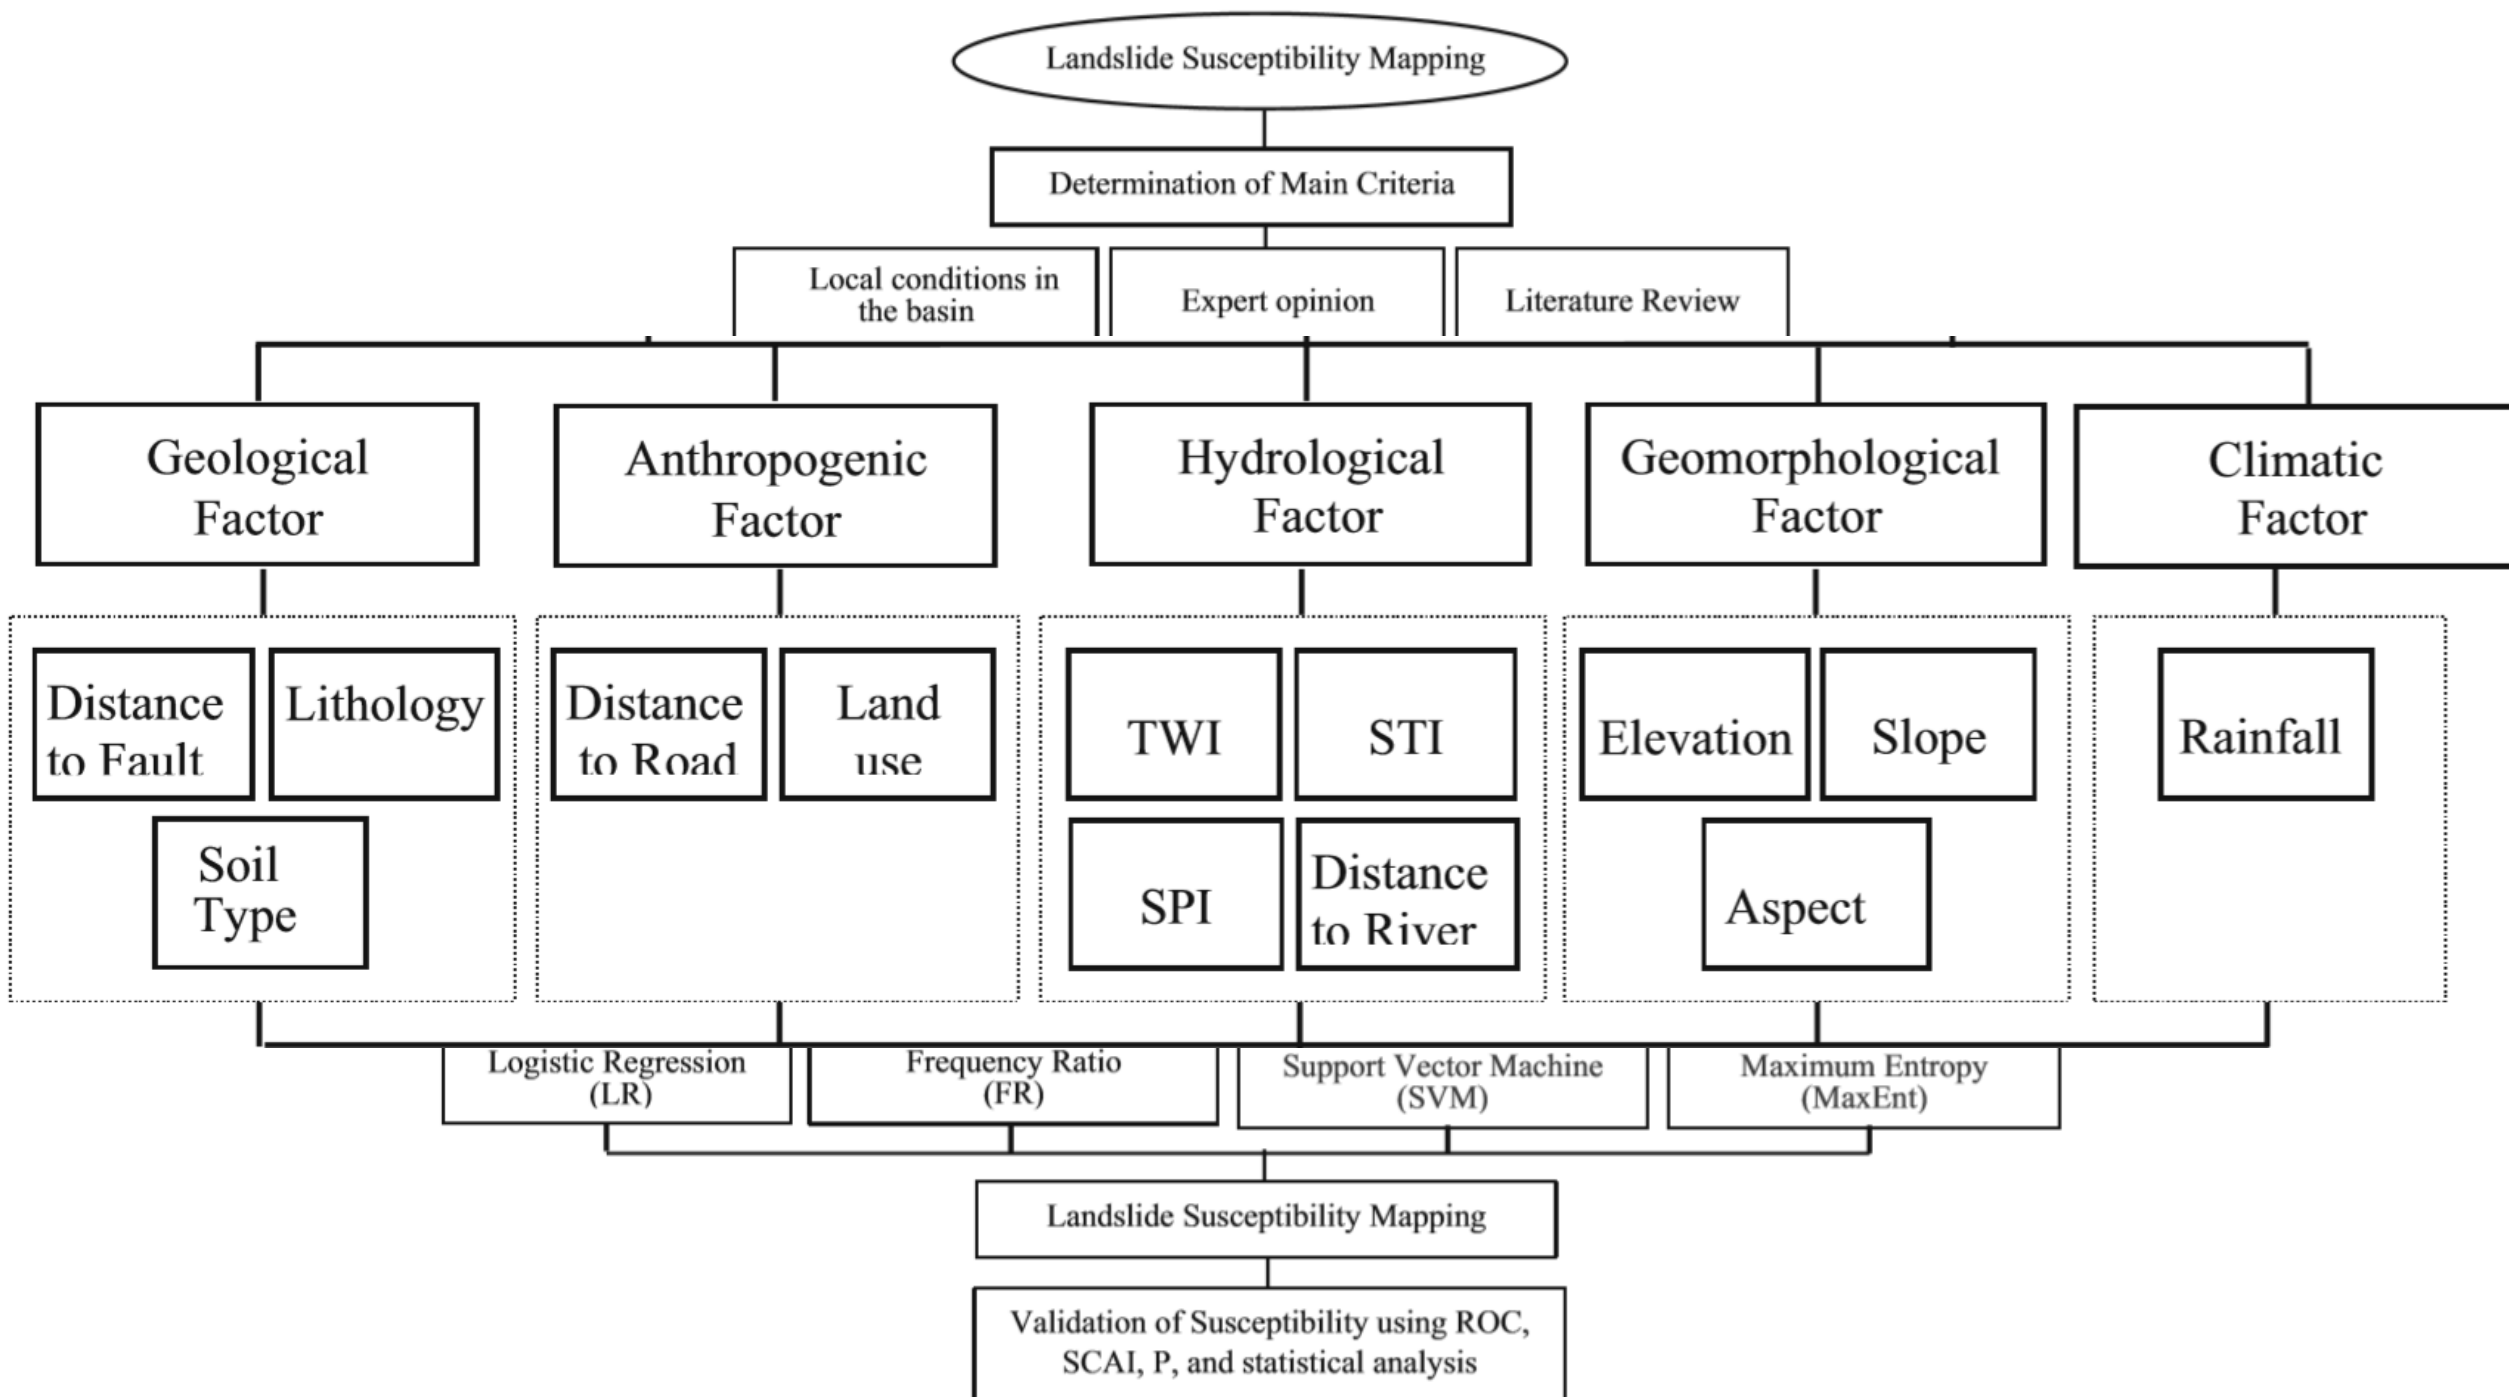 Landslide Susceptibility Mapping
Determination of Main Criteria
Local conditions in
the basin
Expert opinion
Literature Review
Geological
Factor
Anthropogenic
Factor
Hydrological
Factor
Geomorphological
Factor
Climatic
Factor
Distance
to Fault
Lithology
Soil
Type
Distance
to Road
Land
use
TWI
STI
SPI
Distance
to River
Elevation
Slope
Aspect
Rainfall
Logistic Regression
(LR)
Frequency Ratio
(FR)
Support Vector Machine
(SVM)
Maximum Entropy
(MaxEnt)
Landslide Susceptibility Mapping
Validation of Susceptibility using ROC,
SCAI, P, and statistical analysis